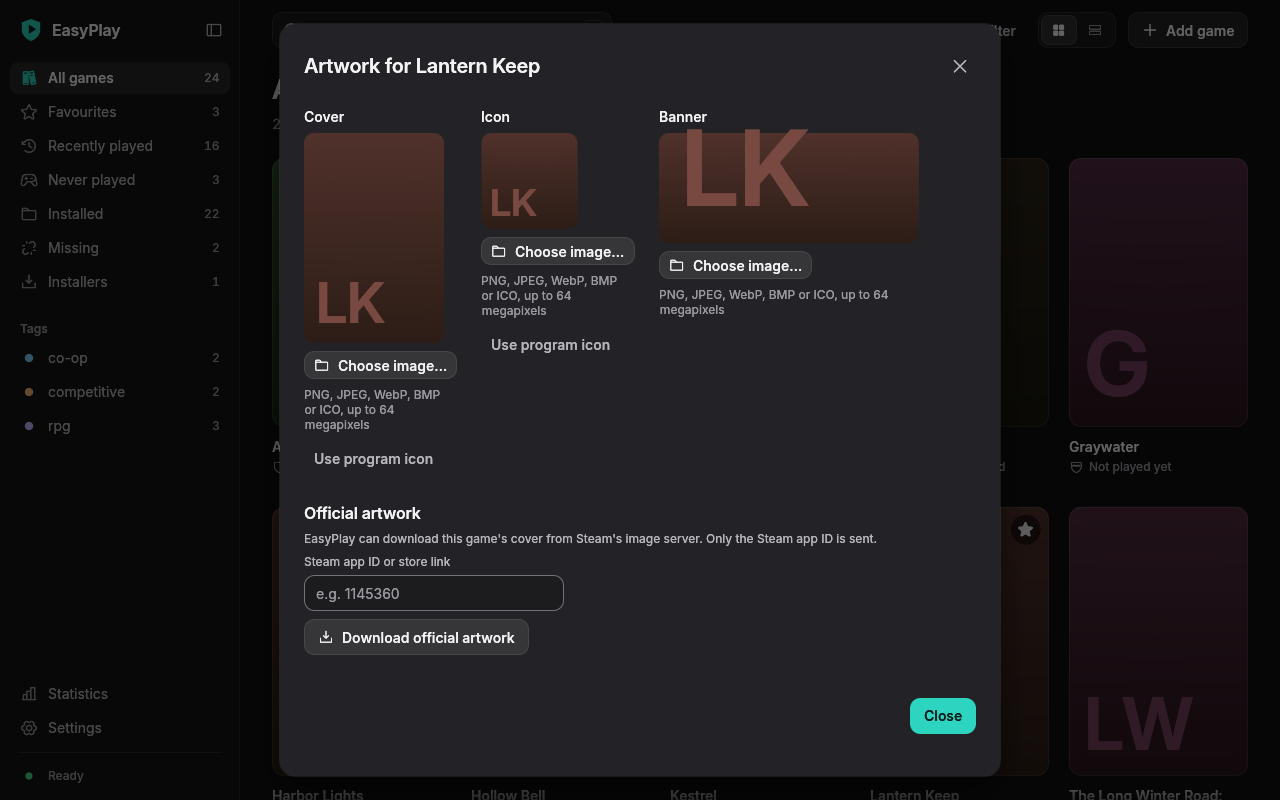 EasyPlay
All games 24
Favourites 3
Recently played 16
Never played 3
Installed 22
Missing 2
Installers 1
Tags
co-op 2
competitive 2
rpg 3
Statistics
Settings
Ready
Add game
Artwork for Lantern Keep
Cover
LK
Choose image...
PNG, JPEG, WebP, BMP
or ICO, up to 64
megapixels
Use program icon
Icon
LK
Choose image...
PNG, JPEG, WebP, BMP
or ICO, up to 64
megapixels
Use program icon
Banner
LK
Choose image...
PNG, JPEG, WebP, BMP or ICO, up to 64
megapixels
Official artwork
EasyPlay can download this game's cover from Steam's image server. Only the Steam app ID is sent.
Steam app ID or store link
e.g. 1145360
Download official artwork
Close
G
Graywater
Not played yet
LW
Harbor Lights
Hollow Bell
Kestrel
Lantern Keep
The Long Winter Road: